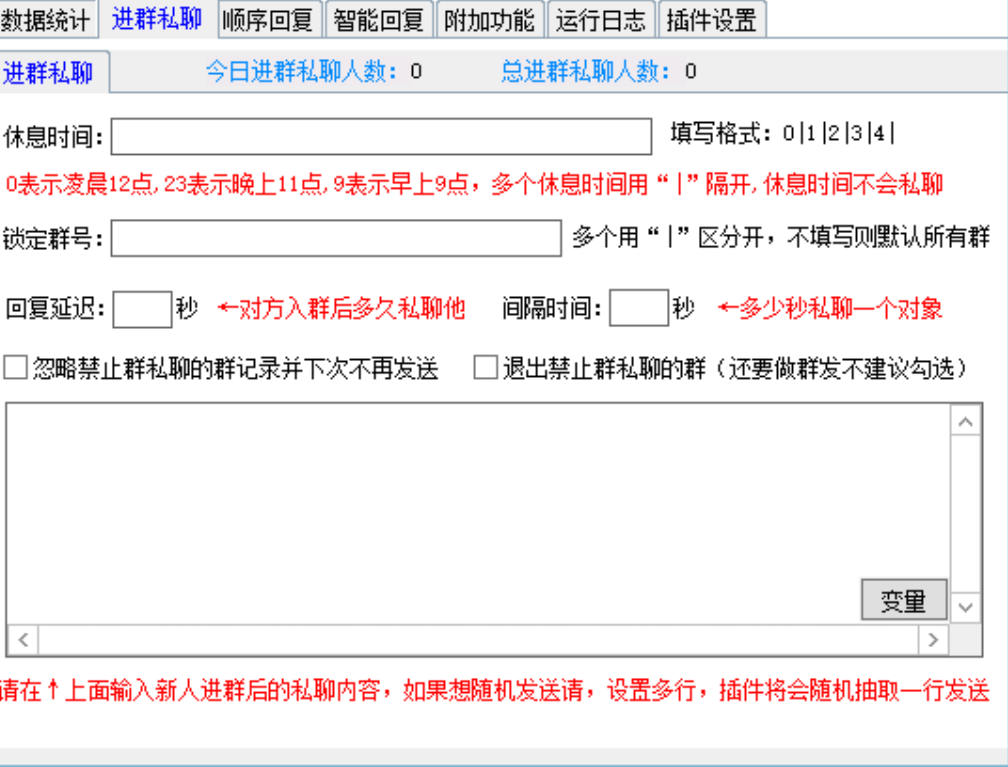 数据统计 进群私聊 顺序回复 智能回复 附加功能 运行日志 插件设置
进群私聊 今日进群私聊人数: 0 总进群私聊人数: 0
休息时间: 填写格式: 0|1|2|3|4|
0表示凌晨12点,23表示晚上11点,9表示早上9点，多个休息时间用“|”隔开,休息时间不会私聊
锁定群号: 多个用“|”区分开，不填写则默认所有群
回复延迟: 秒 ←对方入群后多久私聊他 间隔时间: 秒 ←多少秒私聊一个对象
忽略禁止群私聊的群记录并下次不再发送 退出禁止群私聊的群（还要做群发不建议勾选）
变量
请在↑上面输入新人进群后的私聊内容，如果想随机发送请，设置多行，插件将会随机抽取一行发送